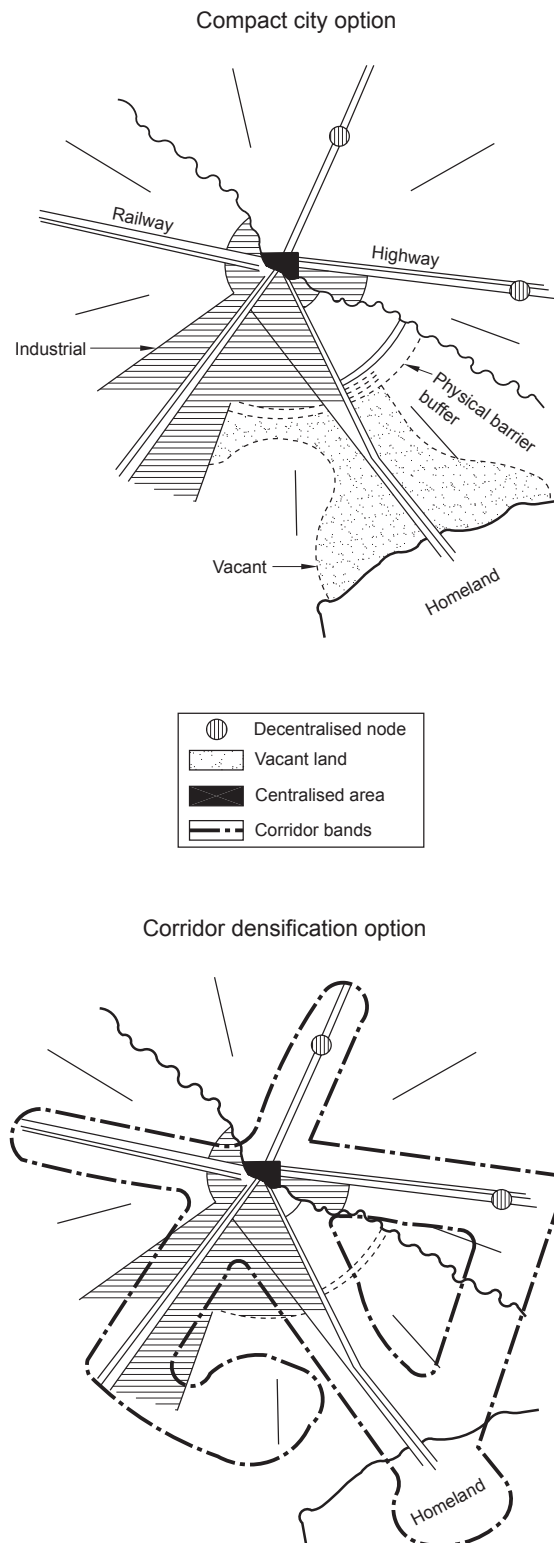 Compact city option
Railway
Highway
Industrial
Physical barrier
buffer
Vacant
Homeland
Decentralised node
Vacant land
Centralised area
Corridor bands
Corridor densification option
Homeland